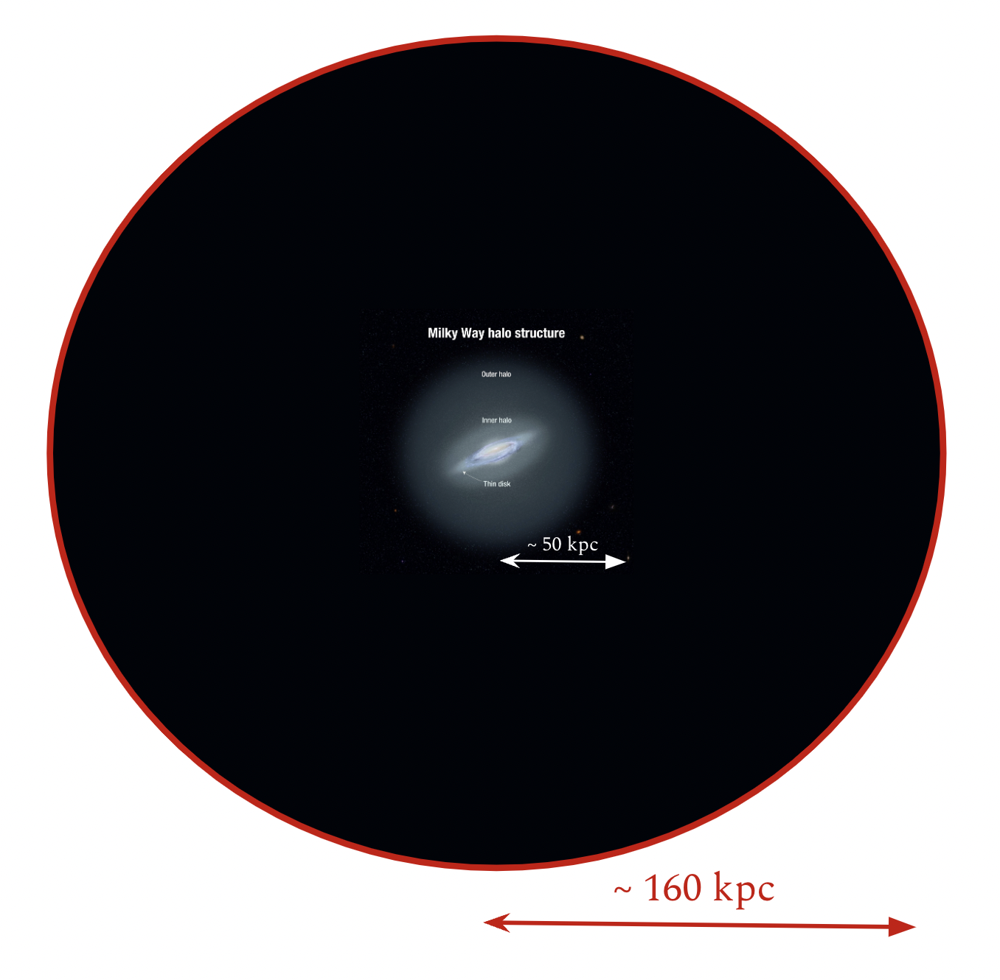 Milky Way halo structure
Outer halo
Inner halo
Thin disk
~ 50 kpc
~ 160 kpc